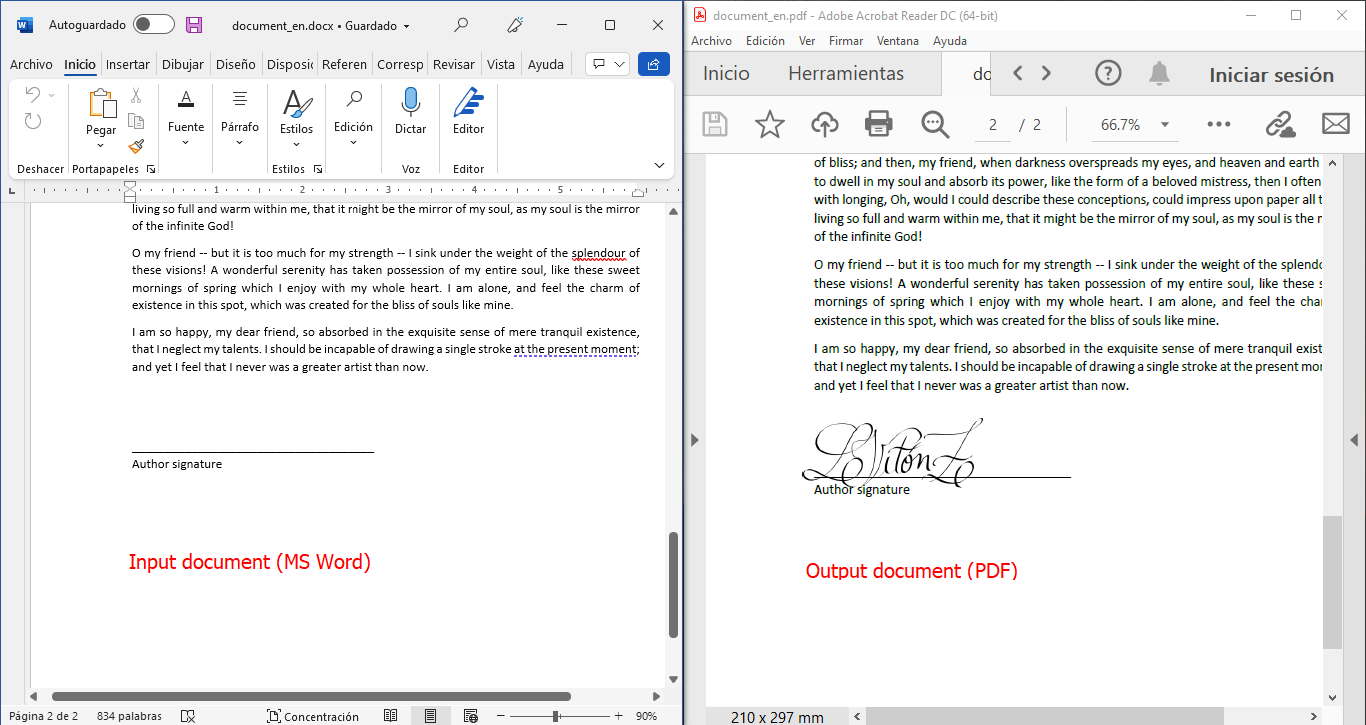 Autoguardado
document_en.docx • Guardado
Archivo Inicio Insertar Dibujar Diseño Disposic Referen Corresp Revisar Vista Ayuda
Pegar
Fuente
Párrafo
Estilos
Edición
Dictar
Editor
Deshacer Portapapeles Estilos Voz Editor
1 2 3 4 5
living so full and warm within me, that it might be the mirror of my soul, as my soul is the mirror
of the infinite God!
O my friend -- but it is too much for my strength -- I sink under the weight of the splendour of
these visions! A wonderful serenity has taken possession of my entire soul, like these sweet
mornings of spring which I enjoy with my whole heart. I am alone, and feel the charm of
existence in this spot, which was created for the bliss of souls like mine.
I am so happy, my dear friend, so absorbed in the exquisite sense of mere tranquil existence,
that I neglect my talents. I should be incapable of drawing a single stroke at the present moment;
and yet I feel that I never was a greater artist than now.
Author signature
Input document (MS Word)
Página 2 de 2 834 palabras Concentración 90%
document_en.pdf - Adobe Acrobat Reader DC (64-bit)
Archivo Edición Ver Firmar Ventana Ayuda
Inicio Herramientas do Iniciar sesión
2 / 2 66.7%
of bliss; and then, my friend, when darkness overspreads my eyes, and heaven and earth
to dwell in my soul and absorb its power, like the form of a beloved mistress, then I often
with longing, Oh, would I could describe these conceptions, could impress upon paper all t
living so full and warm within me, that it might be the mirror of my soul, as my soul is the
of the infinite God!
O my friend -- but it is too much for my strength -- I sink under the weight of the splend
these visions! A wonderful serenity has taken possession of my entire soul, like these s
mornings of spring which I enjoy with my whole heart. I am alone, and feel the cha
existence in this spot, which was created for the bliss of souls like mine.
I am so happy, my dear friend, so absorbed in the exquisite sense of mere tranquil exist
that I neglect my talents. I should be incapable of drawing a single stroke at the present mo
and yet I feel that I never was a greater artist than now.
Author signature
Output document (PDF)
210 x 297 mm